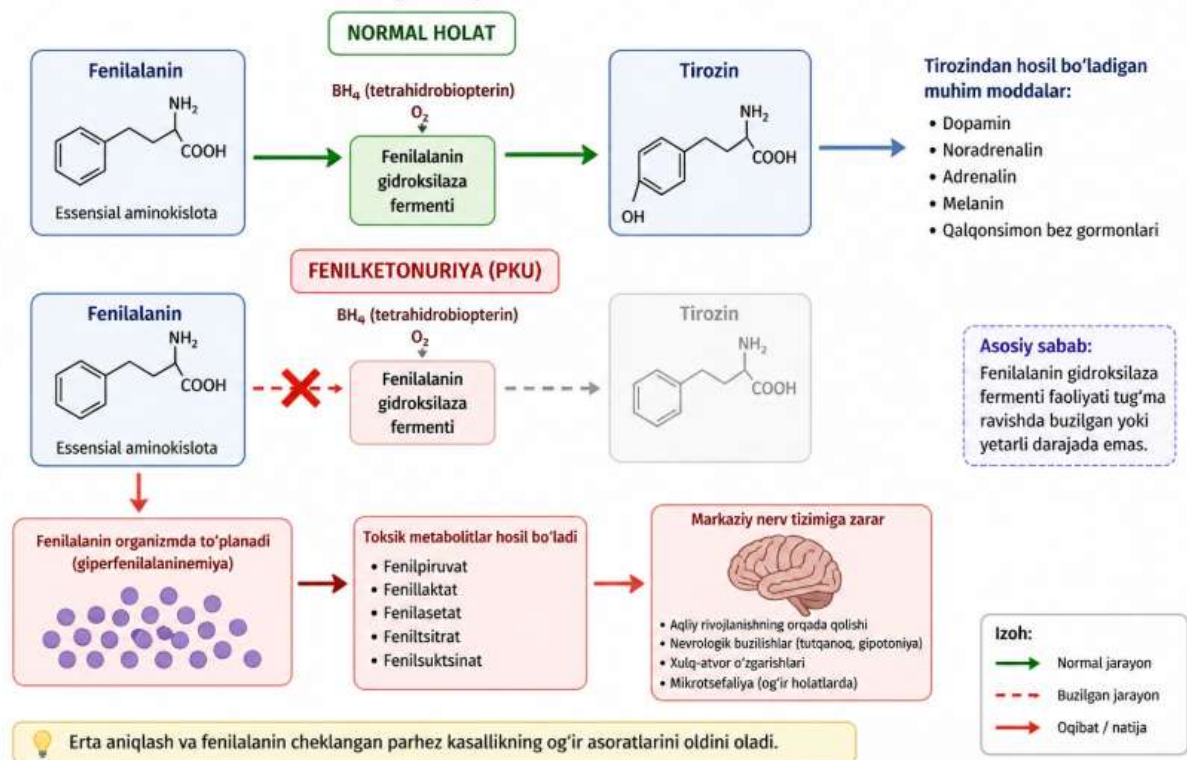 NORMAL HOLAT
Fenilalanin
NH₂
COOH
Essensial aminokislota
BH₄ (tetrahidrobiopterin)
O₂
Fenilalanin
gidroksilaza
fermenti
Tirozin
NH₂
COOH
OH
Tirozindan hosil bo‘ladigan
muhim moddalar:
• Dopamin
• Noradrenalin
• Adrenalin
• Melanin
• Qalqonsimon bez gormonlari
FENILKETONURIYA (PKU)
Fenilalanin
NH₂
COOH
Essensial aminokislota
BH₄ (tetrahidrobiopterin)
O₂
Fenilalanin
gidroksilaza
fermenti
Tirozin
NH₂
COOH
Asosiy sabab:
Fenilalanin gidroksilaza
fermenti faoliyati tug‘ma
ravishda buzilgan yoki
yetarli darajada emas.
Fenilalanin organizmda to‘planadi
(giperfenilalaninemiya)
Toksik metabolitlar hosil bo‘ladi
• Fenilpiruvat
• Fenillaktat
• Fenilasetat
• Feniltsitrat
• Fenilsuktsinat
Markaziy nerv tizimiga zarar
• Aqliy rivojlanishning orqada qolishi
• Nevrologik buzilishlar (tutqanoq, gipotoniya)
• Xulq-atvor o‘zgarishlari
• Mikrotsefaliya (og‘ir holatlarda)
Izoh:
Normal jarayon
Buzilgan jarayon
Oqibat / natija
Erta aniqlash va fenilalanin cheklangan parhez kasallikning og‘ir asoratlarini oldini oladi.